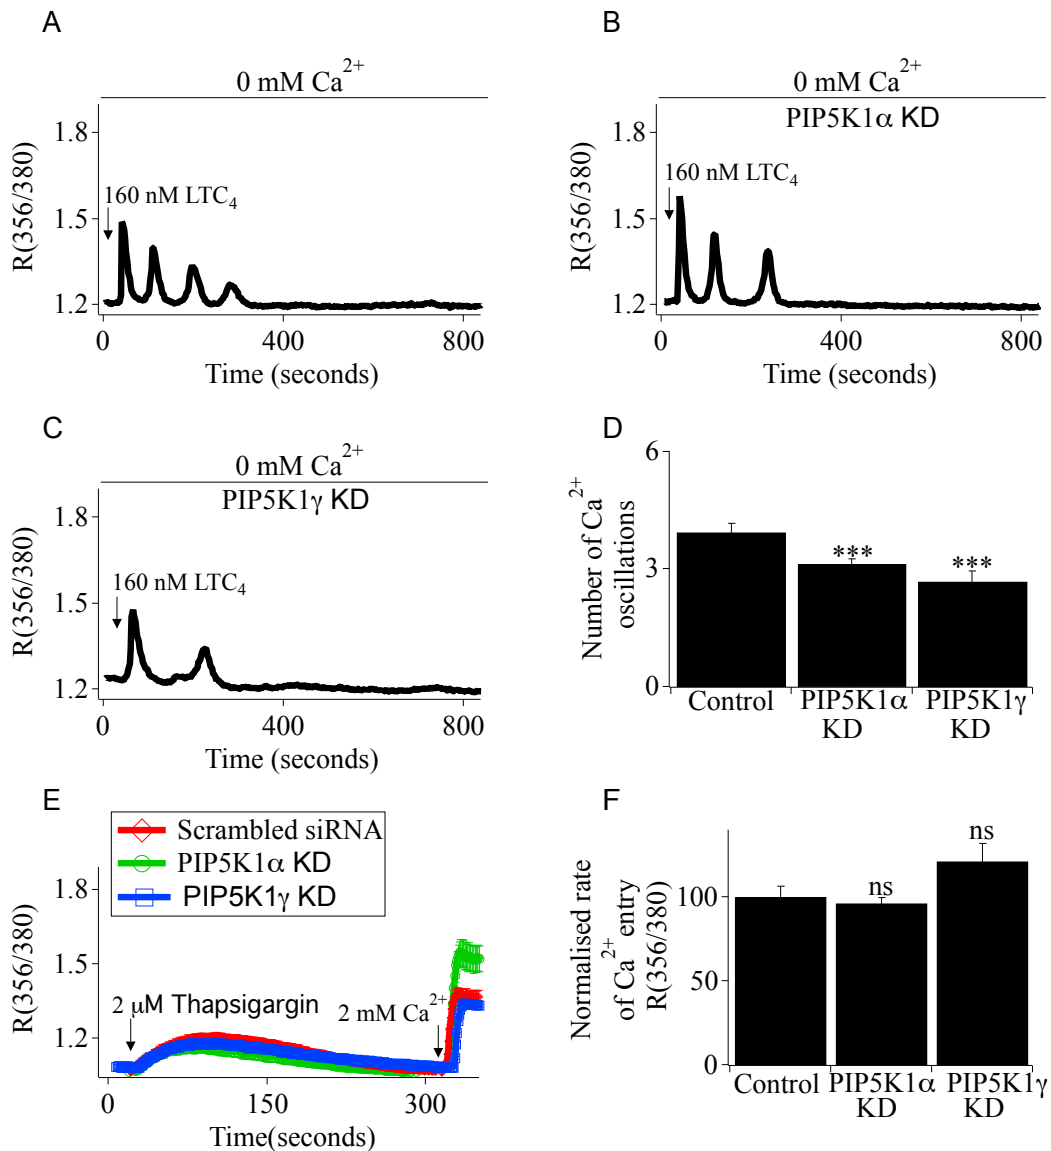 A
0 mM Ca2+
R(356/380)
1.8
1.5
1.2
160 nM LTC4
0
400
800
Time (seconds)
B
0 mM Ca2+
PIP5K1α KD
R(356/380)
1.8
1.5
1.2
160 nM LTC4
0
400
800
Time (seconds)
C
0 mM Ca2+
PIP5K1γ KD
R(356/380)
1.8
1.5
1.2
160 nM LTC4
0
400
800
Time (seconds)
D
Number of Ca2+
oscillations
6
3
0
***
***
Control
PIP5K1α
KD
PIP5K1γ
KD
E
Scrambled siRNA
PIP5K1α KD
PIP5K1γ KD
R(356/380)
1.8
1.5
1.2
2 μM Thapsigargin
2 mM Ca2+
0
150
300
Time(seconds)
F
Normalised rate
of Ca2+ entry
R(356/380)
100
50
0
ns
ns
Control
PIP5K1α
KD
PIP5K1γ
KD